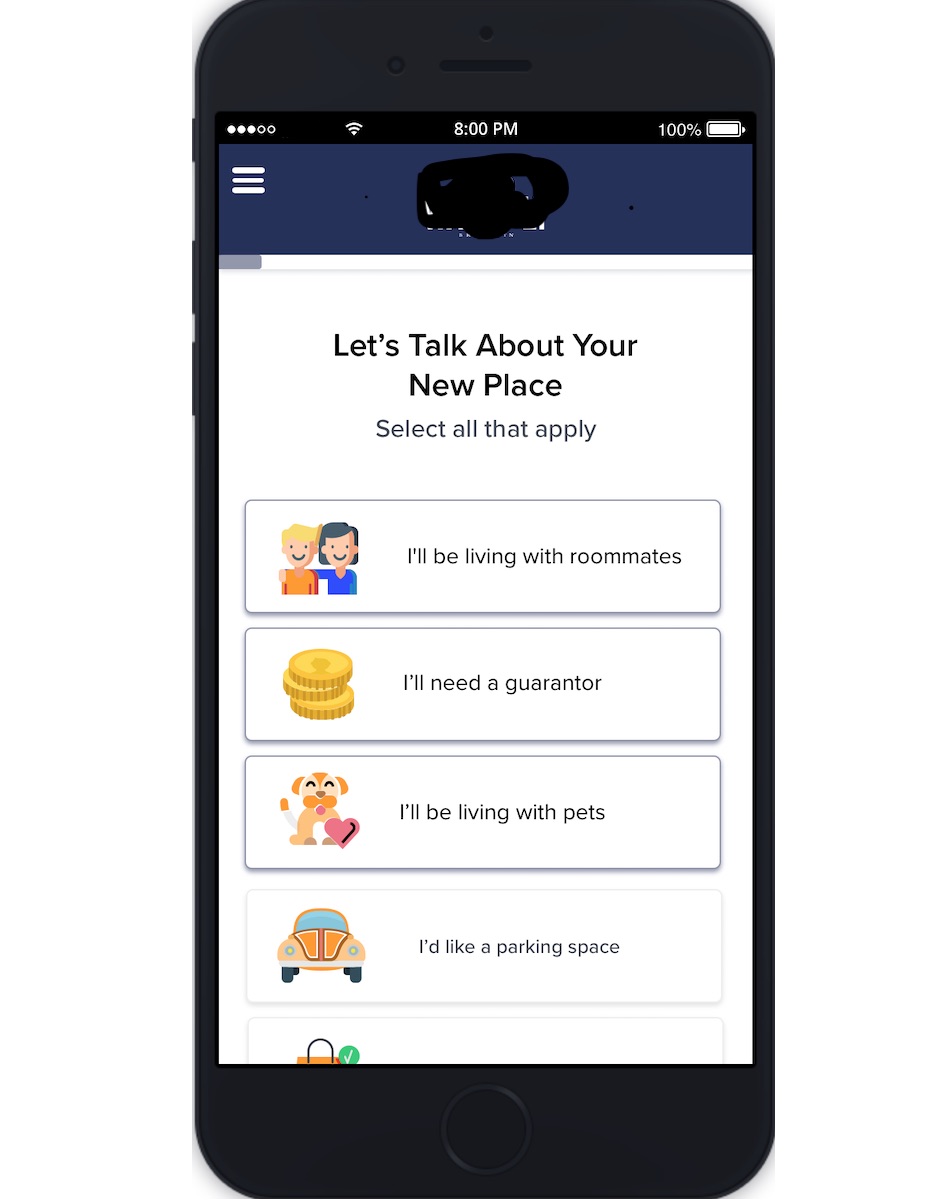 8:00 PM 100%
Let’s Talk About Your
New Place
Select all that apply
I'll be living with roommates
I’ll need a guarantor
I’ll be living with pets
I’d like a parking space